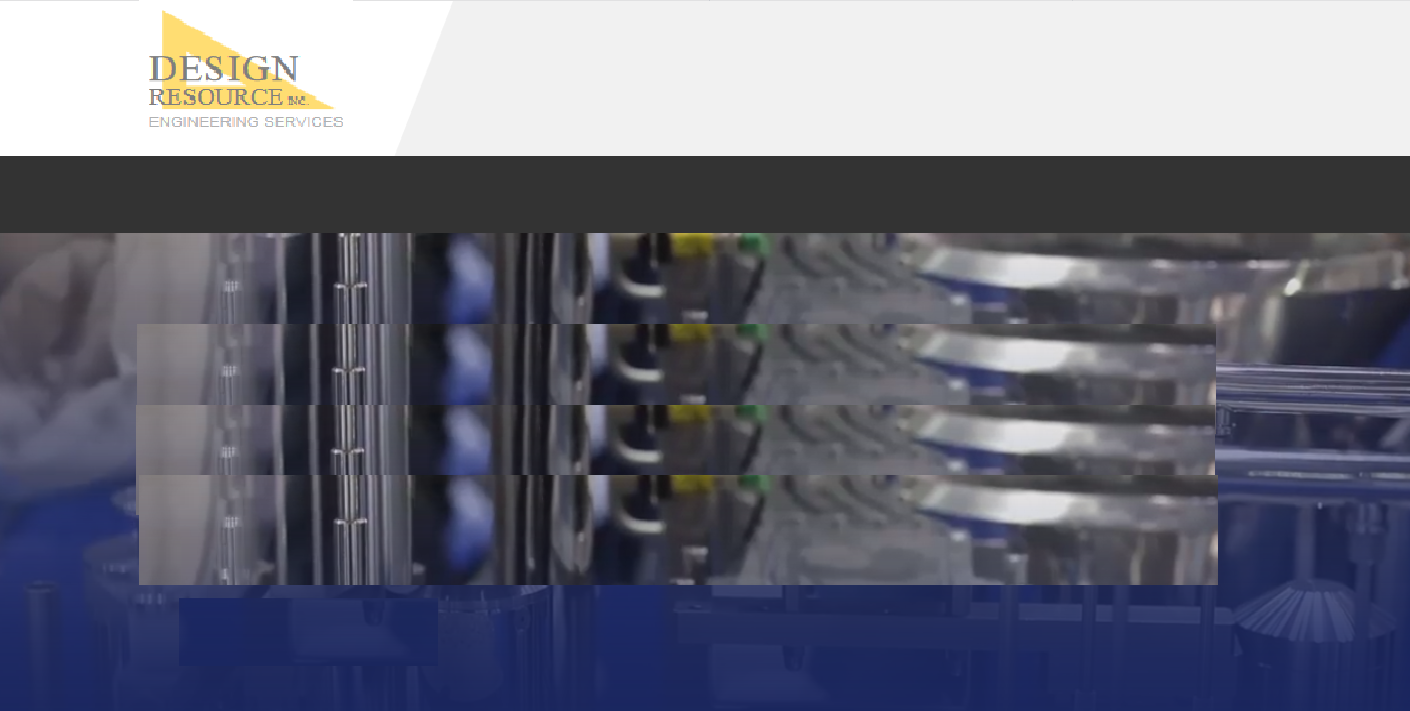 DESIGN
RESOURCE INC.
ENGINEERING SERVICES